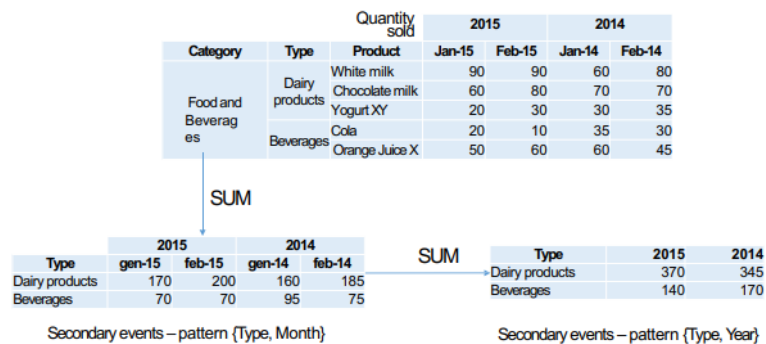 Quantity sold 2015 2014
Category Type Product Jan-15 Feb-15 Jan-14 Feb-14
Food and Beverag es
Dairy products
White milk 90 90 60 80
Chocolate milk 60 80 70 70
Yogurt XY 20 30 30 35
Beverages
Cola 20 10 35 30
Orange Juice X 50 60 60 45
SUM
2015 2014
Type gen-15 feb-15 gen-14 feb-14
Dairy products 170 200 160 185
Beverages 70 70 95 75
Secondary events – pattern {Type, Month}
SUM
Type 2015 2014
Dairy products 370 345
Beverages 140 170
Secondary events – pattern {Type, Year}